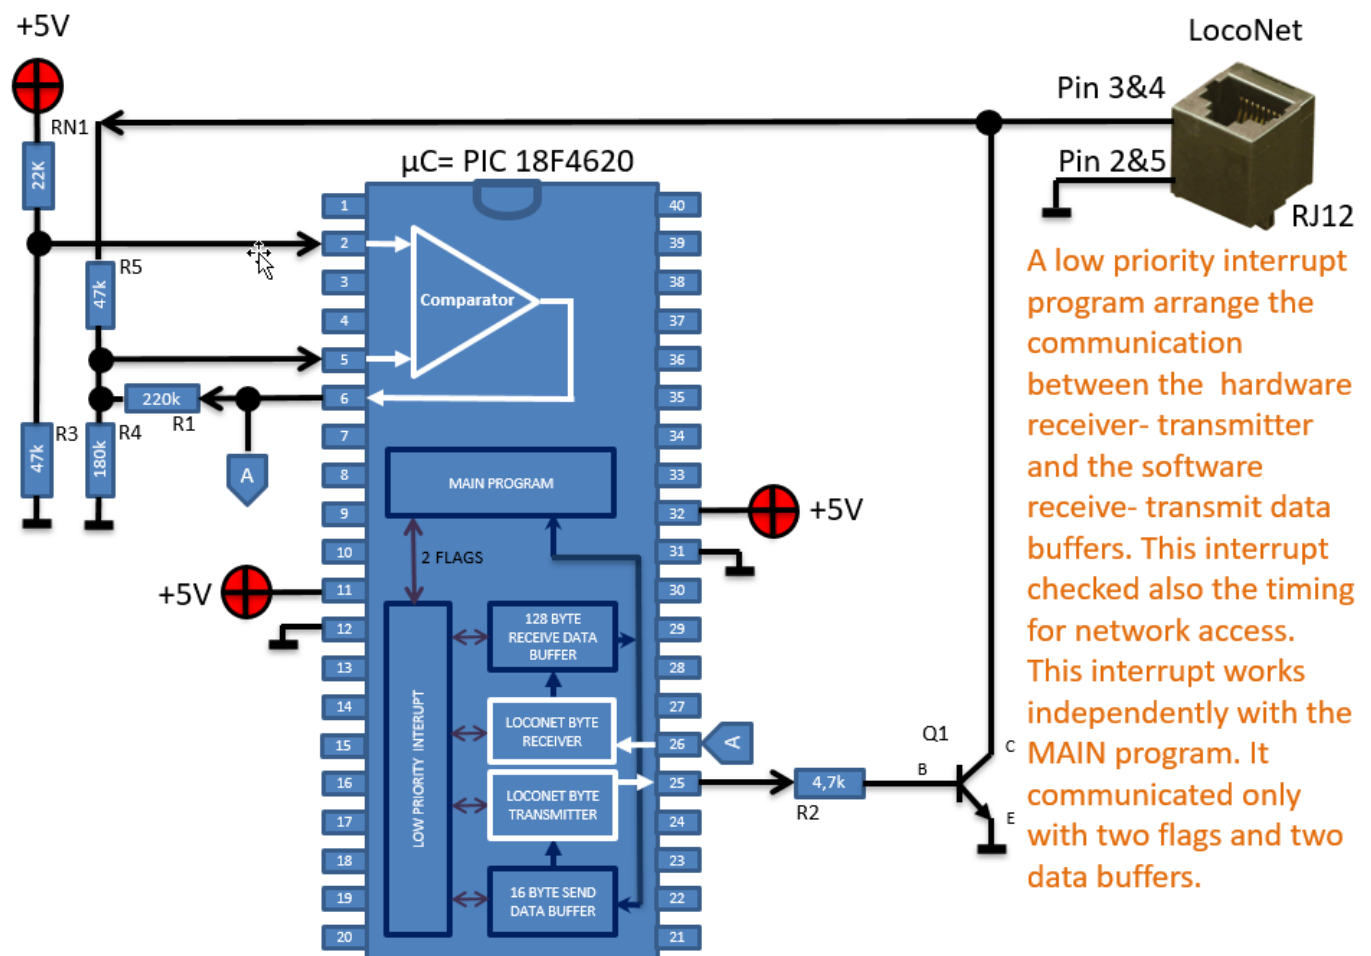 +5V
LocoNet
Pin 3&4
RN1
22K
µC= PIC 18F4620
Pin 2&5
RJ12
1
40
2
39
R5
3
38
47k
Comparator
4
37
5
36
220k
6
35
R1
R3
R4
7
34
47k
180k
A
8
33
MAIN PROGRAM
9
32
+5V
10
31
2 FLAGS
+5V
11
30
12
29
128 BYTE
RECEIVE DATA
BUFFER
13
28
14
27
LOW PRIORITY INTERUPT
LOCONET BYTE
RECEIVER
15
26
A
16
25
LOCONET BYTE
TRANSMITTER
17
24
18
23
19
22
16 BYTE SEND
DATA BUFFER
20
21
4,7k
R2
Q1
C
B
E
A low priority interrupt
program arrange the
communication
between the hardware
receiver- transmitter
and the software
receive- transmit data
buffers. This interrupt
checked also the timing
for network access.
This interrupt works
independently with the
MAIN program. It
communicated only
with two flags and two
data buffers.